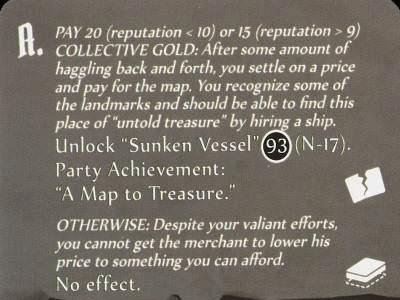 A. PAY 20 (reputation < 10) or 15 (reputation > 9)
COLLECTIVE GOLD: After some amount of
haggling back and forth, you settle on a price
and pay for the map. You recognize some of
the landmarks and should be able to find this
place of “untold treasure” by hiring a ship.
Unlock “Sunken Vessel” 93 (N-17).
Party Achievement:
“A Map to Treasure.”
OTHERWISE: Despite your valiant efforts,
you cannot get the merchant to lower his
price to something you can afford.
No effect.